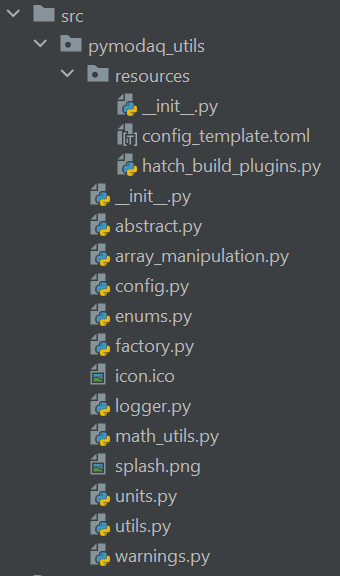 src
pymodaq_utils
resources
__init__.py
config_template.toml
hatch_build_plugins.py
__init__.py
abstract.py
array_manipulation.py
config.py
enums.py
factory.py
icon.ico
logger.py
math_utils.py
splash.png
units.py
utils.py
warnings.py